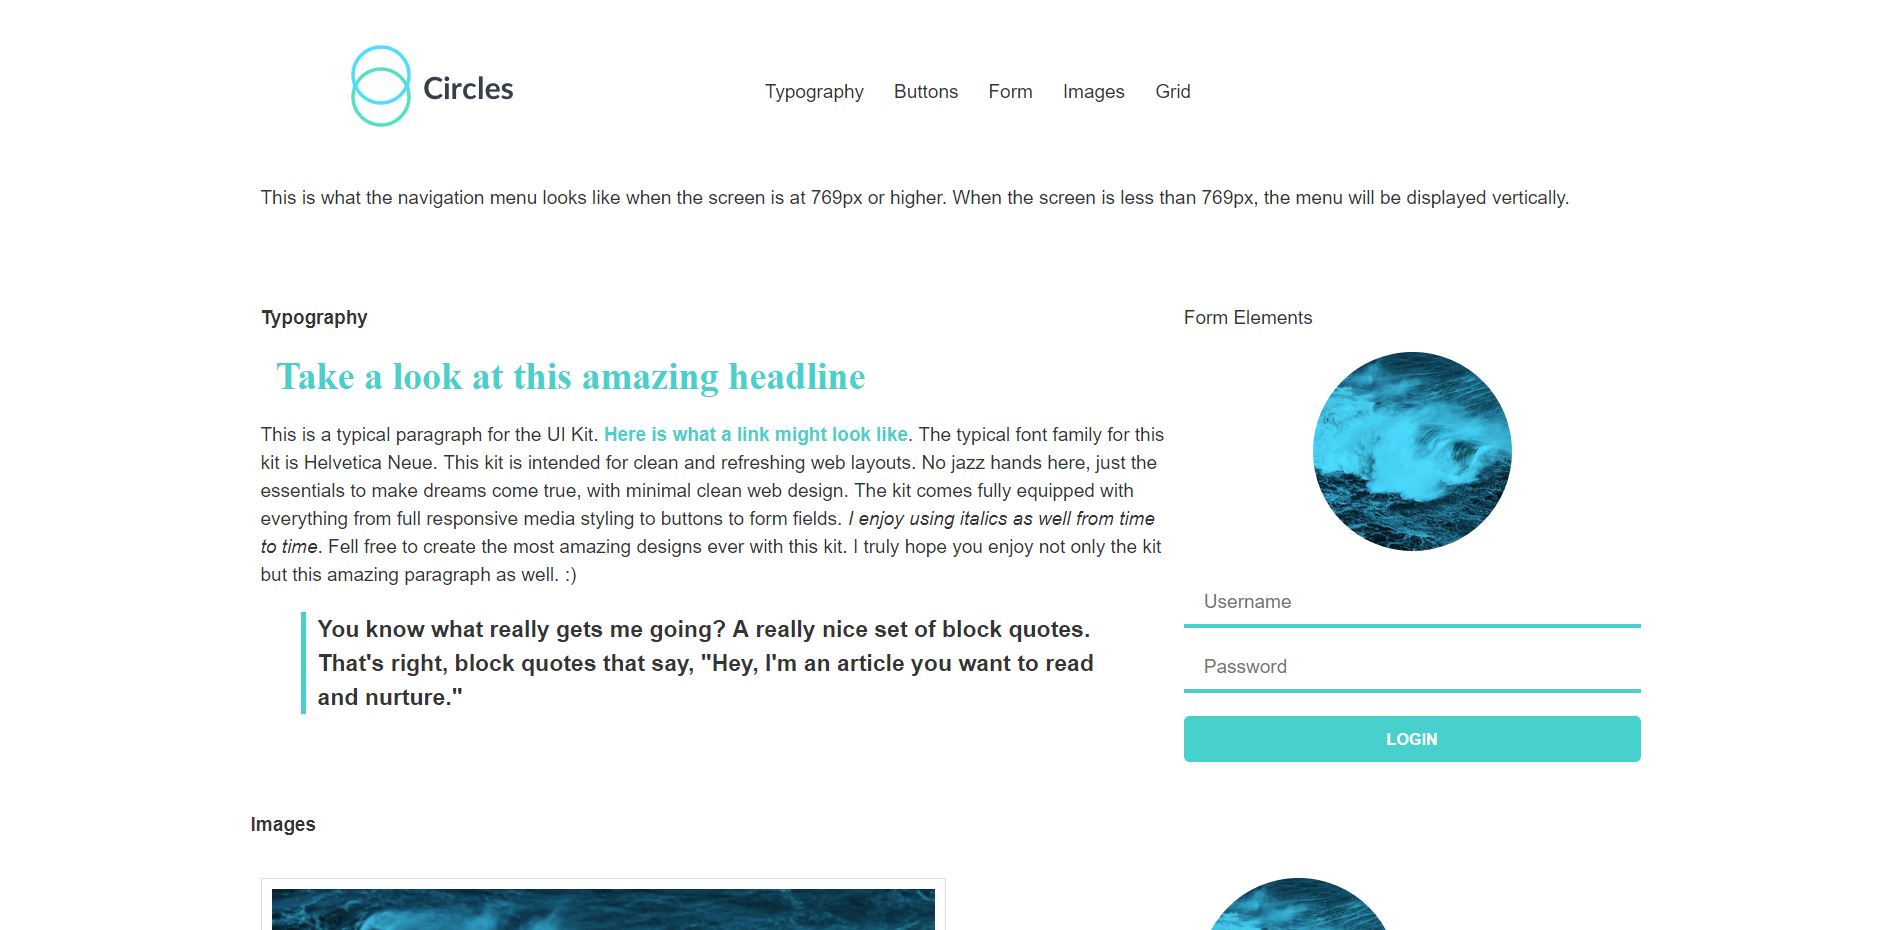 Circles
Typography Buttons Form Images Grid
This is what the navigation menu looks like when the screen is at 769px or higher. When the screen is less than 769px, the menu will be displayed vertically.
Typography
Take a look at this amazing headline
This is a typical paragraph for the UI Kit. Here is what a link might look like. The typical font family for this
kit is Helvetica Neue. This kit is intended for clean and refreshing web layouts. No jazz hands here, just the
essentials to make dreams come true, with minimal clean web design. The kit comes fully equipped with
everything from full responsive media styling to buttons to form fields. I enjoy using italics as well from time
to time. Fell free to create the most amazing designs ever with this kit. I truly hope you enjoy not only the kit
but this amazing paragraph as well. :)
You know what really gets me going? A really nice set of block quotes.
That's right, block quotes that say, "Hey, I'm an article you want to read
and nurture."
Form Elements
Username
Password
LOGIN
Images